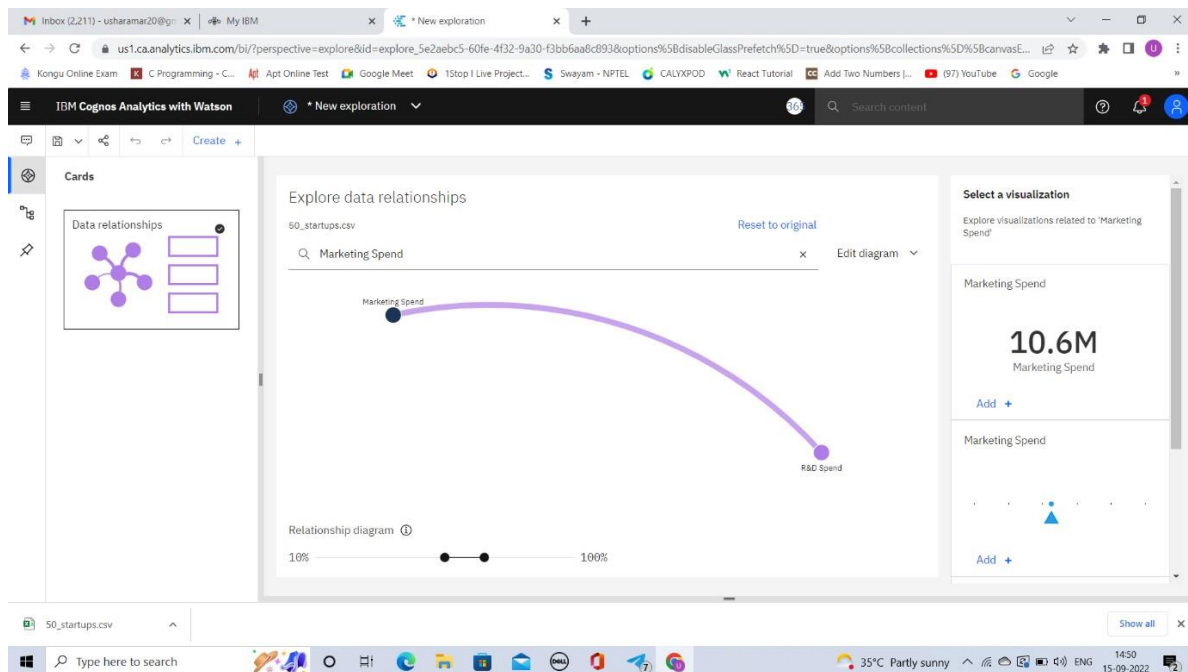 Inbox (2,211) - usharamar20@gm
My IBM
* New exploration
us1.ca.analytics.ibm.com/bi/?perspective=explore&id=explore_5e2aebc5-60fe-4f32-9a30-f3bb6aa8c893&options%5BdisableGlassPrefetch%5D=true&options%5Bcollections%5D%5BcanvasE...
U
Kongu Online Exam
C Programming - C...
Apt Online Test
Google Meet
1Stop I Live Project...
Swayam - NPTEL
CALYXPOD
React Tutorial
Add Two Numbers |...
(97) YouTube
Google
IBM Cognos Analytics with Watson
* New exploration
Search content
1
Create +
Cards
Data relationships
Explore data relationships
50_startups.csv
Reset to original
Marketing Spend
Edit diagram
Marketing Spend
R&D Spend
Relationship diagram
10%
100%
Select a visualization
Explore visualizations related to 'Marketing
Spend'
Marketing Spend
10.6M
Marketing Spend
Add +
Marketing Spend
Add +
50_startups.csv
Show all
Type here to search
35°C Partly sunny
ENG
14:50
15-09-2022